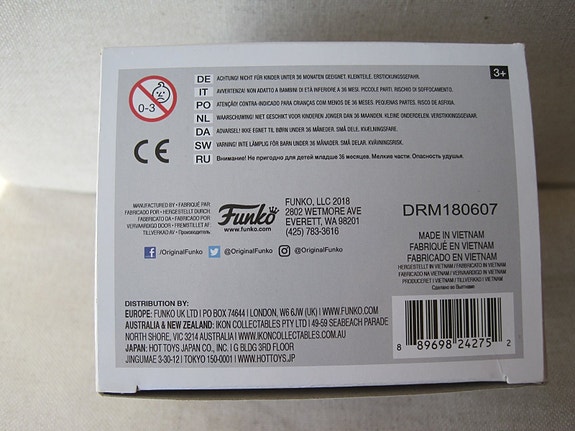 3+
0-3
DE ACHTUNG! NICHT FÜR KINDER UNTER 36 MONATEN GEEIGNET. KLEINTEILE. ERSTICKUNGSGEFAHR.
IT AVVERTENZA! NON ADATTO A BAMBINI DI ETÀ INFERIORE A 36 MESI. PICCOLE PARTI. RISCHIO DI SOFFOCAMENTO.
PO ATENÇÃO! CONTRA-INDICADO PARA CRIANÇAS COM MENOS DE 36 MESES. PEQUENAS PARTES. RISCO DE ASFIXIA.
NL WAARSCHUWING! NIET GESCHIKT VOOR KINDEREN JONGER DAN 36 MAANDEN. KLEINE ONDERDELEN. VERSTIKKINGSGEVAAR.
DA ADVARSEL! IKKE EGNET TIL BØRN UNDER 36 MÅNEDER. SMÅ DELE. KVÆLNINGSFARE.
SW VARNING! INTE LÄMPLIG FÖR BARN UNDER 36 MÅNADER. SMÅ DELAR. KVÄVNINGSRISK.
RU Внимание! Не пригодно для детей младше 36 месяцев. Мелкие части. Опасность удушья.
CE
MANUFACTURED BY • FABRIQUÉ PAR
FABRICADO POR • HERGESTELLT DURCH
FABBRICATO DA • FABRICADO POR
VERVAARDIGD DOOR • FREMSTILLET AF
TILLVERKAD AV • Производитель
Funko
www.funko.com
FUNKO, LLC 2018
2802 WETMORE AVE
EVERETT, WA 98201
(425) 783-3616
DRM180607
MADE IN VIETNAM
FABRIQUÉ EN VIETNAM
FABRICADO EN VIETNAM
HERGESTELLT IN VIETNAM / FABRICATO IN VIETNAM
FABRICADO NA VIETNAM / VERVAARDIGD IN VIETNAM
PRODUCERET I VIETNAM / TILLVERKAS I VIETNAM
Сделано во Вьетнаме
/OriginalFunko @OriginalFunko @OriginalFunko
DISTRIBUTION BY:
EUROPE: FUNKO UK LTD | PO BOX 74644 | LONDON, W6 6JW (UK) | WWW.FUNKO.COM
AUSTRALIA & NEW ZEALAND: IKON COLLECTABLES PTY LTD | 49-59 SEABEACH PARADE
NORTH SHORE, VIC 3214 AUSTRALIA | WWW.IKONCOLLECTABLES.COM.AU
JAPAN: HOT TOYS JAPAN CO., INC. | G BLDG 3RD FLOOR
JINGUMAE 3-30-12 | TOKYO 150-0001 | WWW.HOTTOYS.JP
8 89698 24275 2